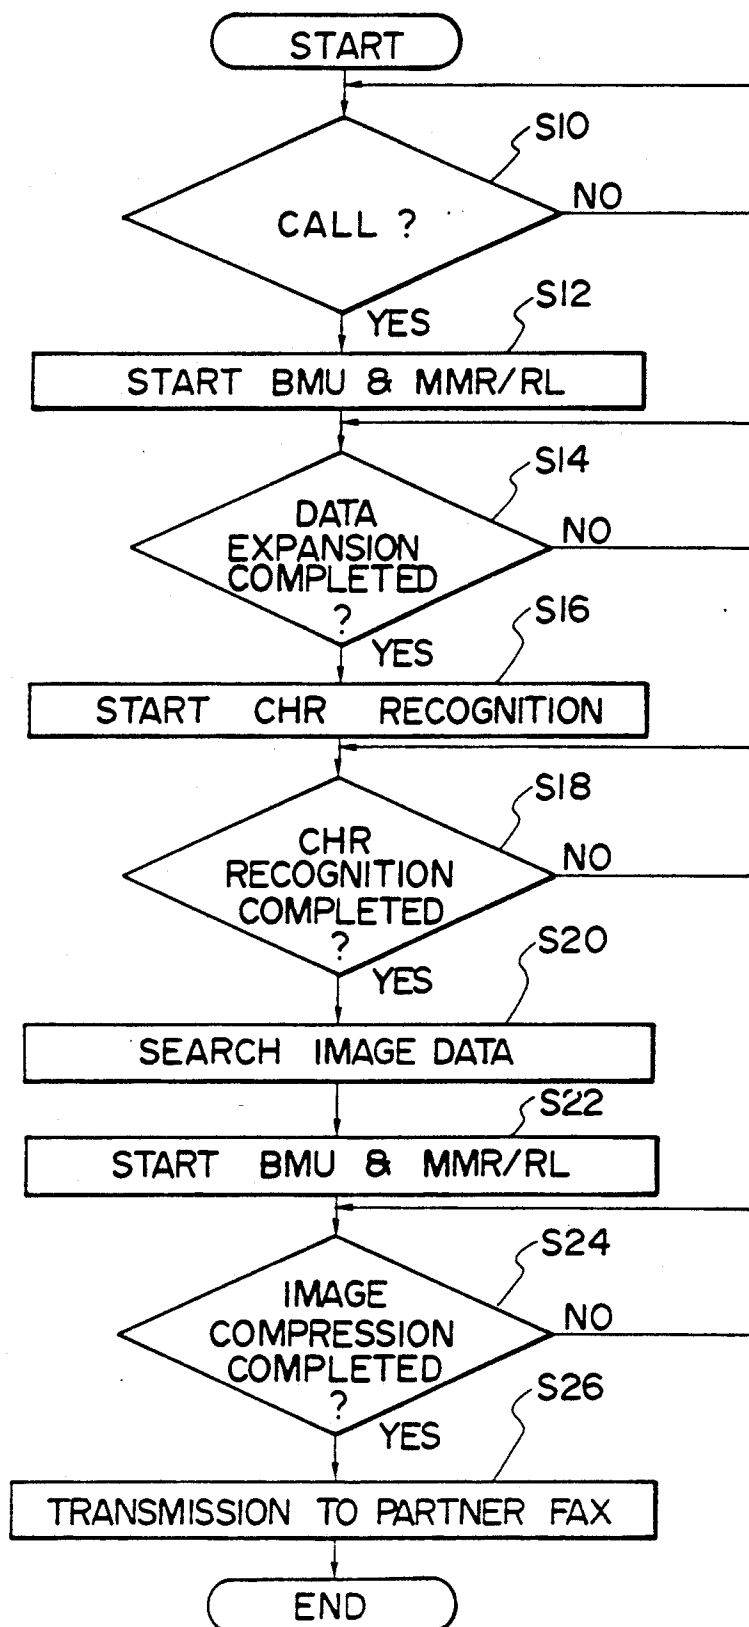 START
S10
CALL ?
NO
YES
S12
START BMU & MMR/RL
S14
DATA
EXPANSION
COMPLETED
?
NO
YES
S16
START CHR RECOGNITION
S18
CHR
RECOGNITION
COMPLETED
?
NO
YES
S20
SEARCH IMAGE DATA
S22
START BMU & MMR/RL
S24
IMAGE
COMPRESSION
COMPLETED
?
NO
YES
S26
TRANSMISSION TO PARTNER FAX
END